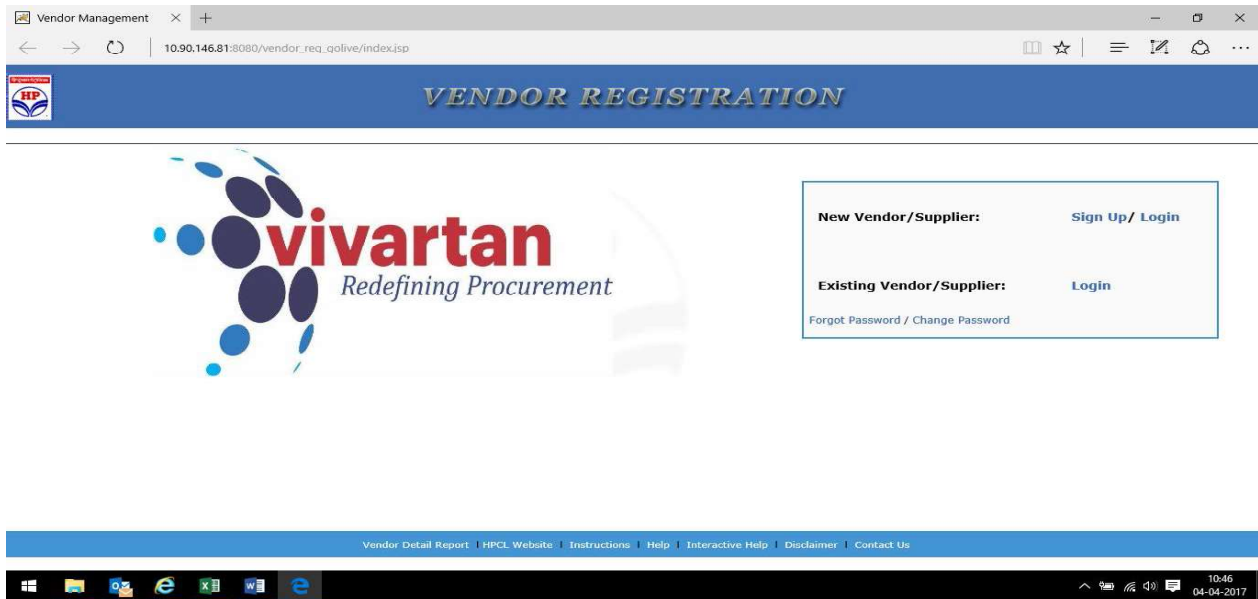 Vendor Management
10.90.146.81:8080/vendor_reg_golive/index.jsp
HP
VENDOR REGISTRATION
vivartan
Redefining Procurement
New Vendor/Supplier: Sign Up/ Login
Existing Vendor/Supplier: Login
Forgot Password / Change Password
Vendor Detail Report | HPCL Website | Instructions | Help | Interactive Help | Disclaimer | Contact Us
10:46
04-04-2017